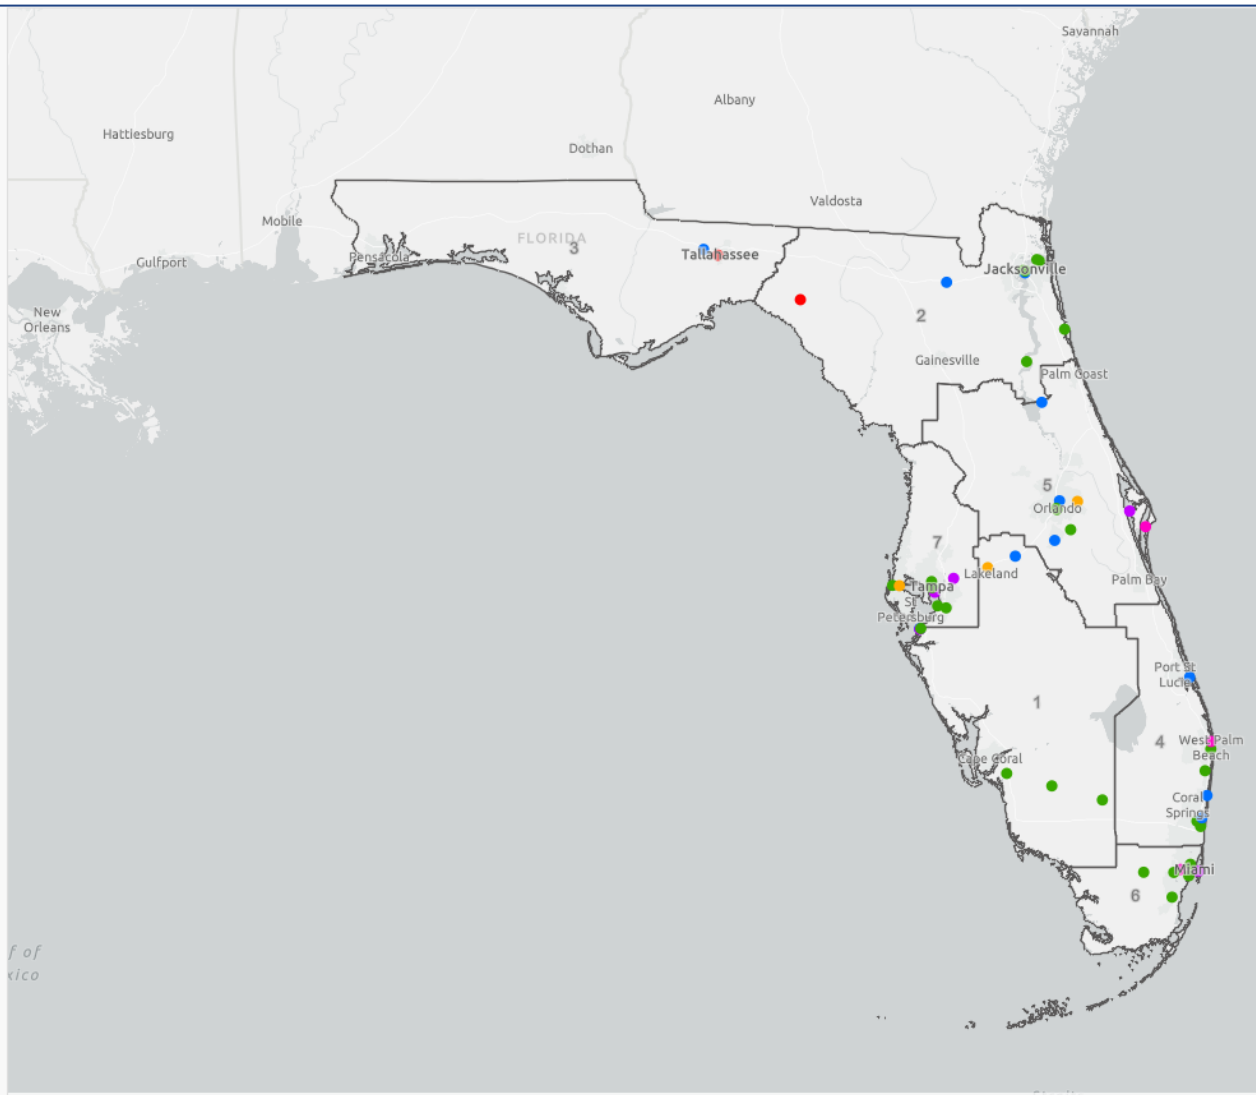 Savannah
Albany
Hattiesburg
Dothan
Valdosta
Mobile
FLORIDA
3
Tallahassee
Pensacola
Gulfport
Jacksonville
New
Orleans
2
Gainesville
Palm Coast
5
Orlando
7
Lakeland
Tampa
Palm Bay
St
Petersburg
Port St
Lucie
1
4
West Palm
Beach
Cape Coral
Coral
Springs
Miami
6
f of
xico